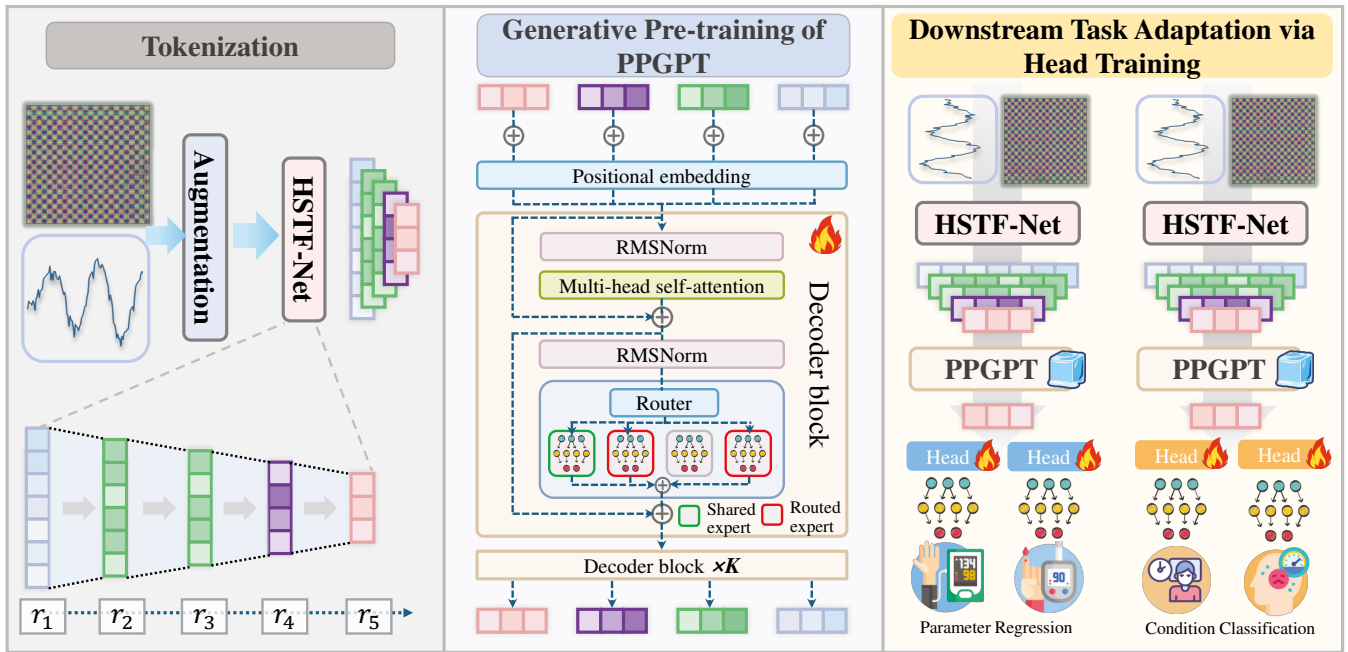 Tokenization
Augmentation
HSTF-Net
r1
r2
r3
r4
r5
Generative Pre-training of
PPGPT
Positional embedding
RMSNorm
Multi-head self-attention
RMSNorm
Router
Shared
expert
Routed
expert
Decoder block
Decoder block ×K
Downstream Task Adaptation via
Head Training
HSTF-Net
HSTF-Net
PPGPT
PPGPT
Head
Head
Head
Head
134
98
90
Parameter Regression
Condition Classification